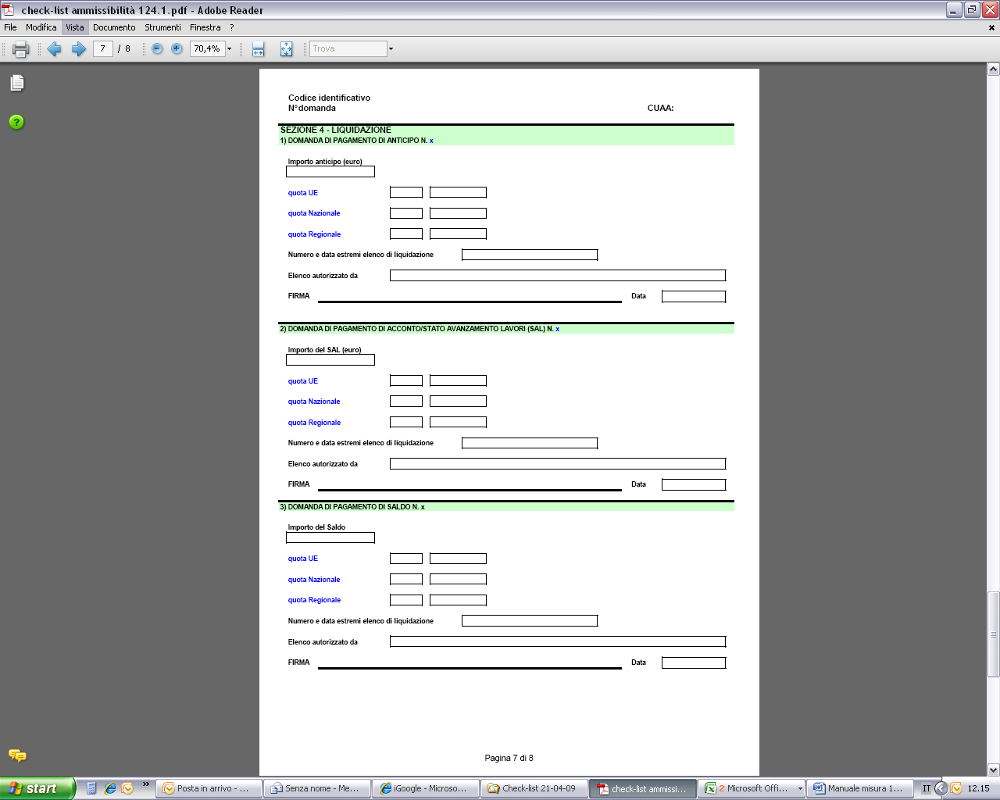 check-list ammissibilità 124.1.pdf - Adobe Reader
File Modifica Vista Documento Strumenti Finestra ?
7 / 8 70,4% Trova
Codice identificativo
N°domanda CUAA:
SEZIONE 4 - LIQUIDAZIONE
1) DOMANDA DI PAGAMENTO DI ANTICIPO N. x
Importo anticipo (euro)
quota UE
quota Nazionale
quota Regionale
Numero e data estremi elenco di liquidazione
Elenco autorizzato da
FIRMA Data
2) DOMANDA DI PAGAMENTO DI ACCONTO/STATO AVANZAMENTO LAVORI (SAL) N. x
Importo del SAL (euro)
quota UE
quota Nazionale
quota Regionale
Numero e data estremi elenco di liquidazione
Elenco autorizzato da
FIRMA Data
3) DOMANDA DI PAGAMENTO DI SALDO N. x
Importo del Saldo
quota UE
quota Nazionale
quota Regionale
Numero e data estremi elenco di liquidazione
Elenco autorizzato da
FIRMA Data
Pagina 7 di 8
start » Posta in arrivo - ... Senza nome - Me... iGoogle - Microso... Check-list 21-04-09 check-list ammissi... 2 Microsoft Offi... Manuale misura 1... IT 12.15